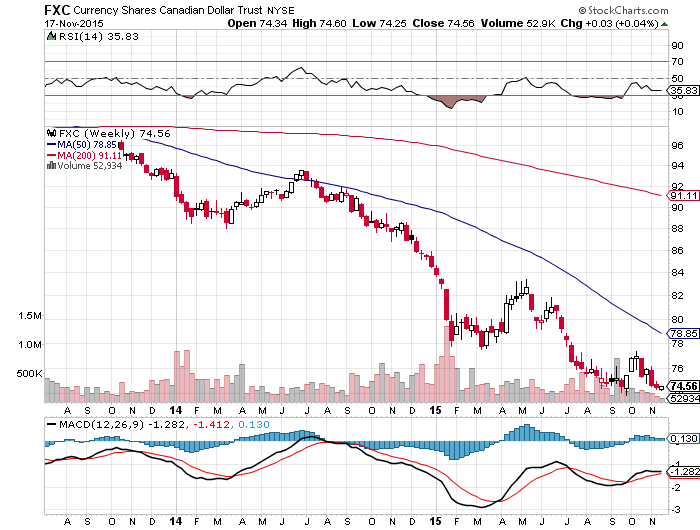 FXC Currency Shares Canadian Dollar Trust NYSE © StockCharts.com
17-Nov-2015 Open 74.34 High 74.60 Low 74.25 Close 74.56 Volume 52.9K Chg +0.03 (+0.04%)
RSI(14) 35.83
90
70
50
35.83
30
10
FXC (Weekly) 74.56
MA(50) 78.85
MA(200) 91.11
Volume 52,934
96
94
92
91.11
90
88
86
84
82
80
78.85
78
76
74.56
52934
1.5M
1.0M
500K
A S O N D 14 F M A M J J A S O N D 15 F M A M J J A S O N
MACD(12,26,9) -1.282, -1.412, 0.130
0.130
-1
-1.282
-2
-3
A S O N D 14 F M A M J J A S O N D 15 F M A M J J A S O N